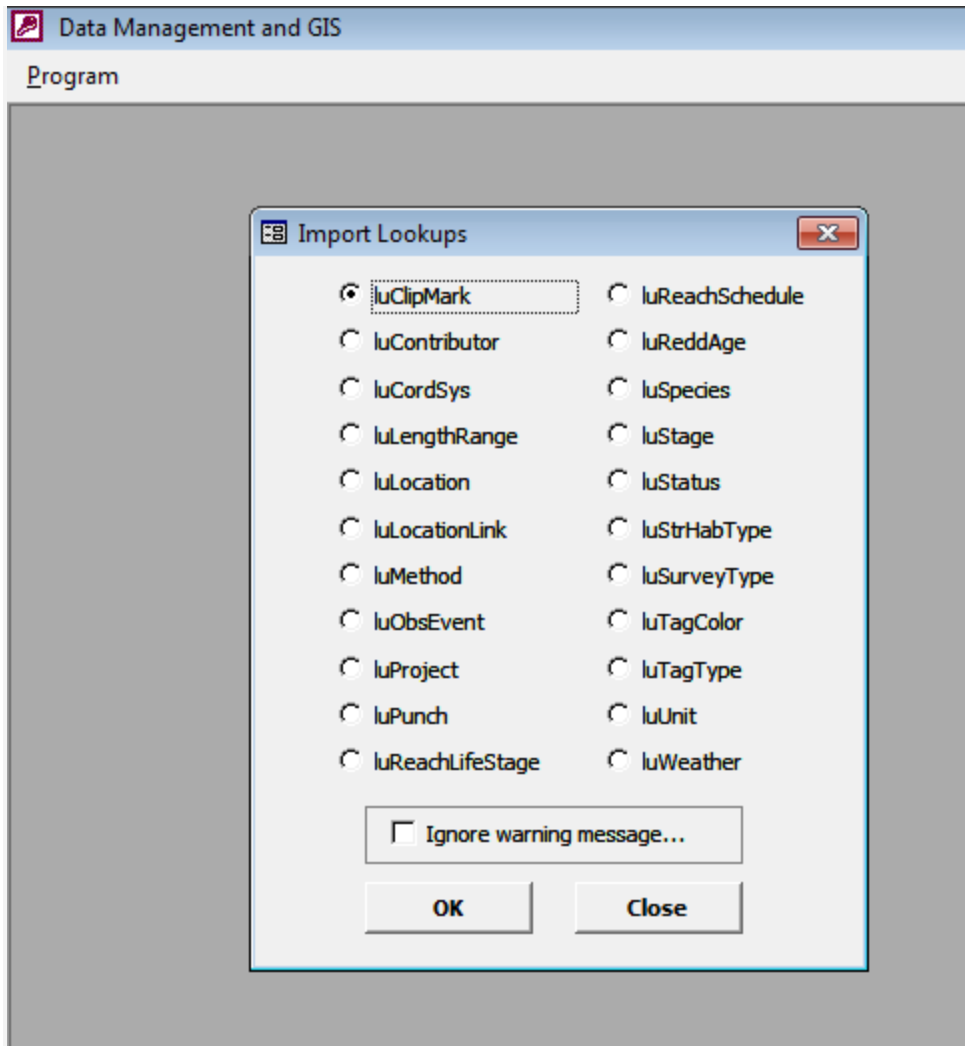 Data Management and GIS
Program
Import Lookups
luClipMark
luReachSchedule
luContributor
luReddAge
luCordSys
luSpecies
luLengthRange
luStage
luLocation
luStatus
luLocationLink
luStrHabType
luMethod
luSurveyType
luObsEvent
luTagColor
luProject
luTagType
luPunch
luUnit
luReachLifeStage
luWeather
Ignore warning message...
OK
Close